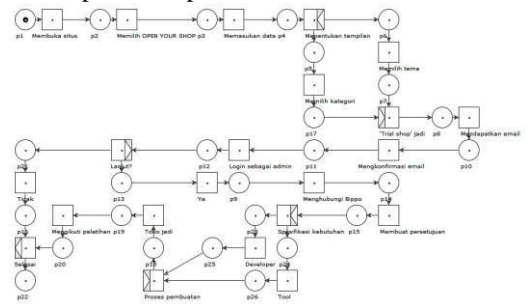 p1 Membuka situs p2 Memilih OPEN YOUR SHOP p3 Memasukan data p4 Menentukan tampilan p6
p5 Memilih tema
Memilih kategori p7
p17 'Trial shop' jadi p8 Mendapatkan email
p21 Lanjut? p12 Login sebagai admin p11 Mengkonfirmasi email p10
Tidak p13 Ya p9 Menghubungi Bippo p14
Mengikuti pelatihan p19 Toko jadi Spesifikasi kebutuhan p15 Membuat persetujuan
Selesai p20 p25 Developer
p22 Proses pembuatan p26 Tool